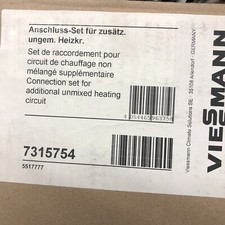 Anschluss-Set für zusätz.
ungem. Heizkr.
Set de raccordement pour
circuit de chauffage non
mélangé supplémentaire
Connection set for
additional unmixed heating
circuit
7315754
5517777
VIESMANN
Viessmann Climate Solutions SE · 35108 Allendorf / GERMANY